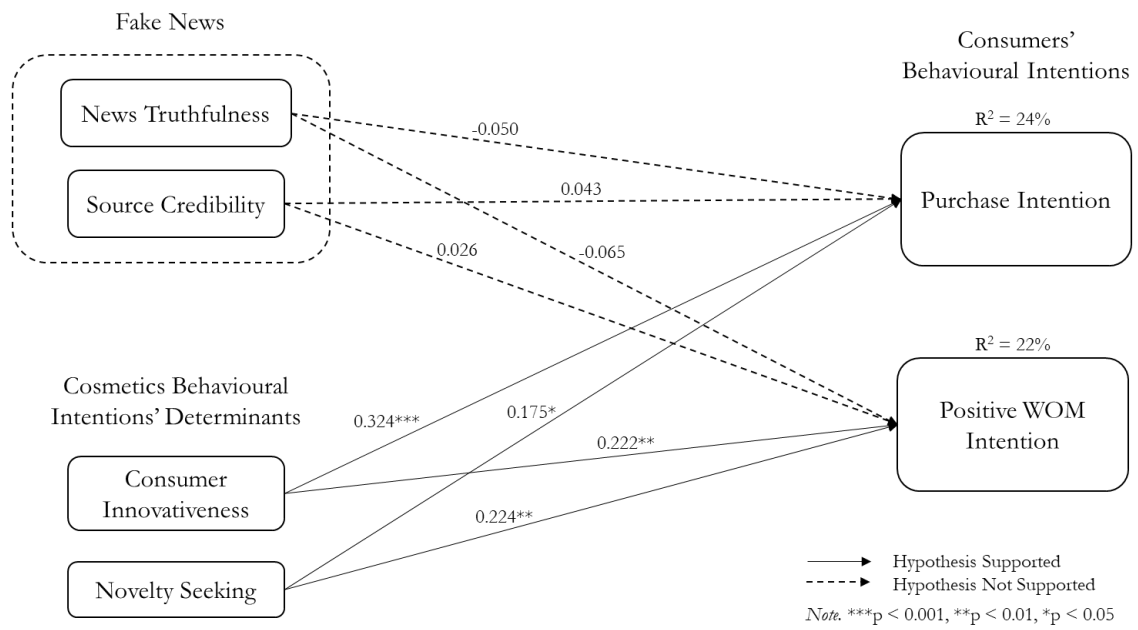 Fake News
News Truthfulness
Source Credibility
Consumers’
Behavioural Intentions
R² = 24%
Purchase Intention
-0.050
0.043
0.026
-0.065
R² = 22%
Positive WOM
Intention
Cosmetics Behavioural
Intentions’ Determinants
0.324***
0.175*
0.222**
0.224**
Consumer
Innovativeness
Novelty Seeking
Hypothesis Supported
Hypothesis Not Supported
Note. ***p < 0.001, **p < 0.01, *p < 0.05